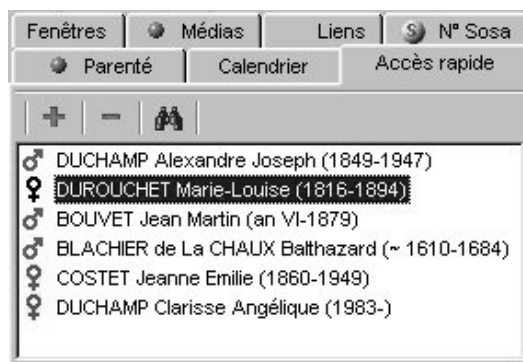 Fenêtres Médias Liens S N° Sosa
Parenté Calendrier Accès rapide
DUCHAMP Alexandre Joseph (1849-1947)
DUROUCHET Marie-Louise (1816-1894)
BOUVET Jean Martin (an VI-1879)
BLACHIER de La CHAUX Balthazard (~ 1610-1684)
COSTET Jeanne Emilie (1860-1949)
DUCHAMP Clarisse Angélique (1983-)